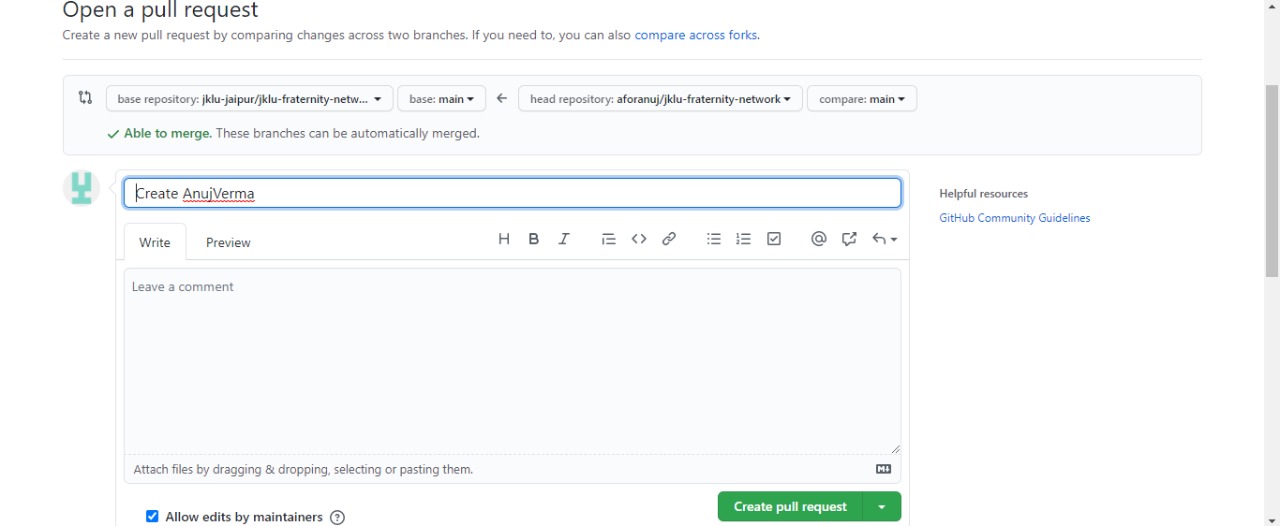 Open a pull request
Create a new pull request by comparing changes across two branches. If you need to, you can also compare across forks.
base repository: jklu-jaipur/jklu-fraternity-netw... base: main head repository: aforanuj/jklu-fraternity-network compare: main
Able to merge. These branches can be automatically merged.
Create AnujVerma
Helpful resources
GitHub Community Guidelines
Write Preview
Leave a comment
Attach files by dragging & dropping, selecting or pasting them.
Create pull request
Allow edits by maintainers